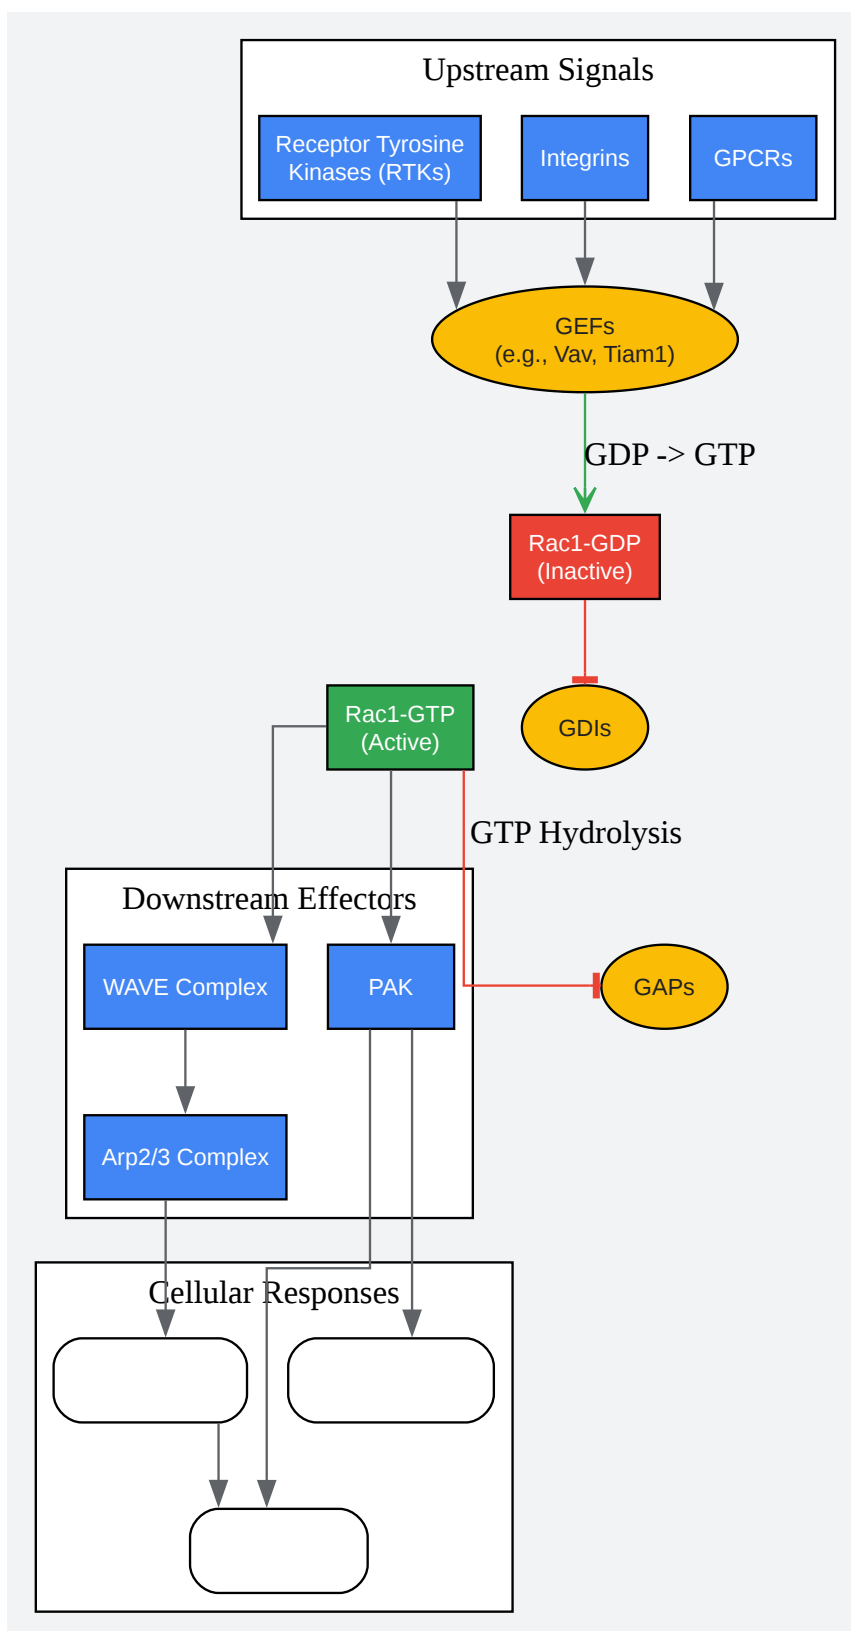 Upstream Signals
Receptor Tyrosine
Kinases (RTKs)
Integrins
GPCRs
GEFs
(e.g., Vav, Tiam1)
GDP -> GTP
Rac1-GDP
(Inactive)
Rac1-GTP
(Active)
GDIs
GTP Hydrolysis
Downstream Effectors
WAVE Complex
PAK
GAPs
Arp2/3 Complex
Cellular Responses